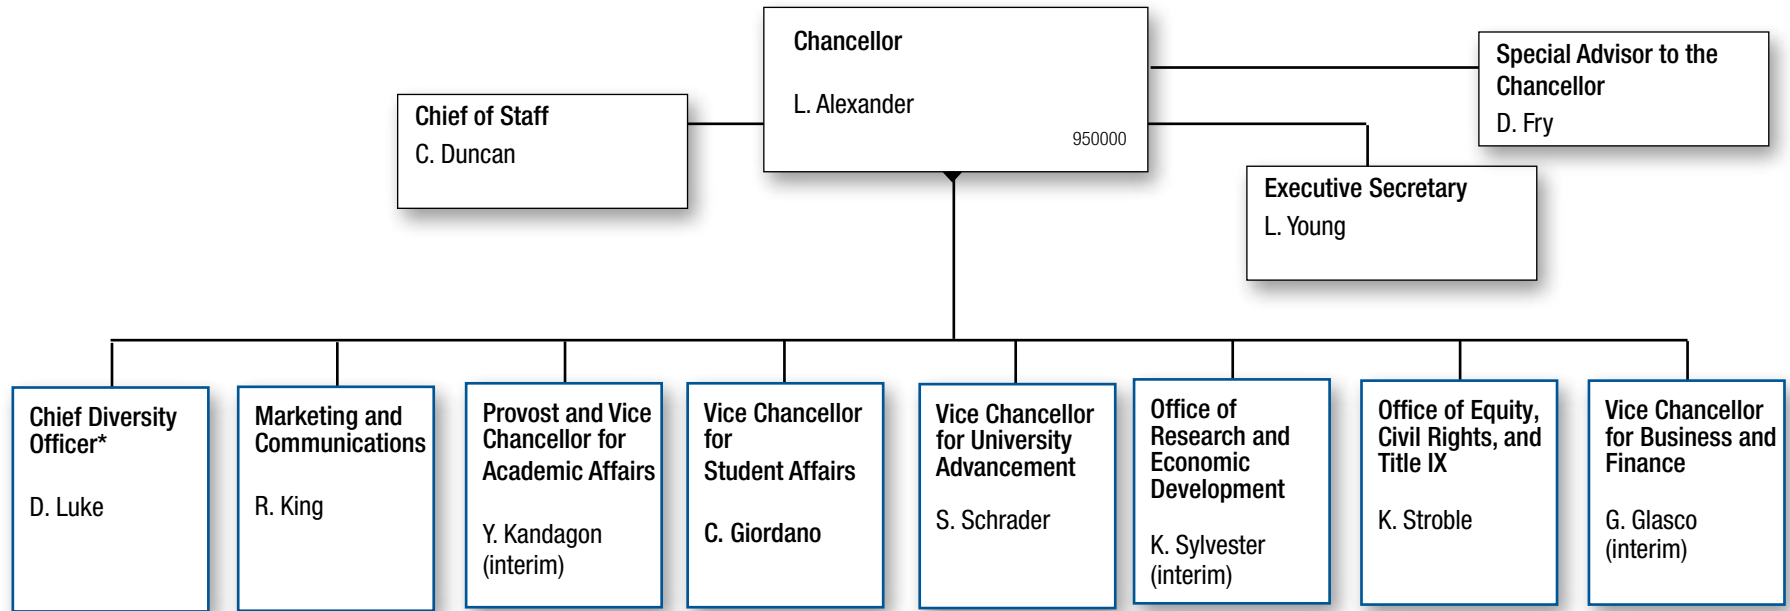 Chancellor
L. Alexander
950000
Special Advisor to the
Chancellor
D. Fry
Chief of Staff
C. Duncan
Executive Secretary
L. Young
Chief Diversity
Officer*
D. Luke
Marketing and
Communications
R. King
Provost and Vice
Chancellor for
Academic Affairs
Y. Kandagon
(interim)
Vice Chancellor
for
Student Affairs
C. Giordano
Vice Chancellor
for University
Advancement
S. Schrader
Office of
Research and
Economic
Development
K. Sylvester
(interim)
Office of Equity,
Civil Rights, and
Title IX
K. Stroble
Vice Chancellor
for Business and
Finance
G. Glasco
(interim)